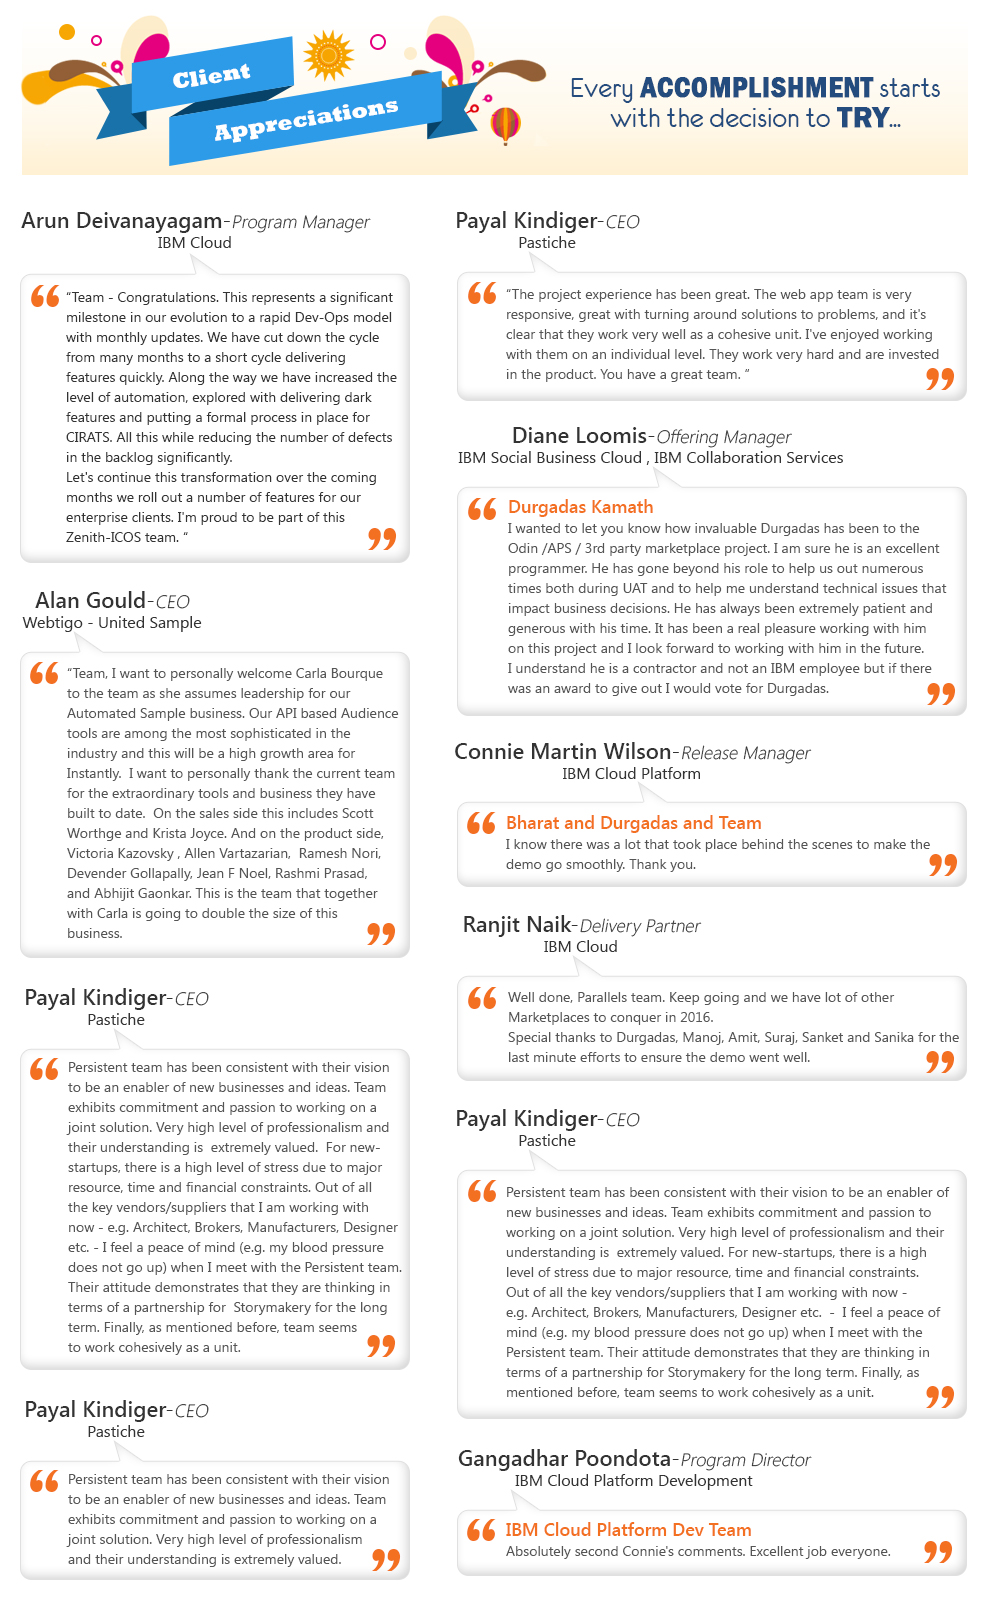 Client
Appreciations
Every ACCOMPLISHMENT starts
with the decision to TRY...
Arun Deivanayagam-Program Manager
IBM Cloud
“Team - Congratulations. This represents a significant
milestone in our evolution to a rapid Dev-Ops model
with monthly updates. We have cut down the cycle
from many months to a short cycle delivering
features quickly. Along the way we have increased the
level of automation, explored with delivering dark
features and putting a formal process in place for
CIRATS. All this while reducing the number of defects
in the backlog significantly.
Let's continue this transformation over the coming
months we roll out a number of features for our
enterprise clients. I'm proud to be part of this
Zenith-ICOS team. “
Alan Gould-CEO
Webtigo - United Sample
“Team, I want to personally welcome Carla Bourque
to the team as she assumes leadership for our
Automated Sample business. Our API based Audience
tools are among the most sophisticated in the
industry and this will be a high growth area for
Instantly.  I want to personally thank the current team
for the extraordinary tools and business they have
built to date.  On the sales side this includes Scott
Worthge and Krista Joyce. And on the product side,
Victoria Kazovsky , Allen Vartazarian,  Ramesh Nori,
Devender Gollapally, Jean F Noel, Rashmi Prasad,
and Abhijit Gaonkar. This is the team that together
with Carla is going to double the size of this
business.
Payal Kindiger-CEO
Pastiche
Persistent team has been consistent with their vision
to be an enabler of new businesses and ideas. Team
exhibits commitment and passion to working on a
joint solution. Very high level of professionalism and
their understanding is  extremely valued.  For new-
startups, there is a high level of stress due to major
resource, time and financial constraints. Out of all
the key vendors/suppliers that I am working with
now - e.g. Architect, Brokers, Manufacturers, Designer
etc. - I feel a peace of mind (e.g. my blood pressure
does not go up) when I meet with the Persistent team.
Their attitude demonstrates that they are thinking in
terms of a partnership for  Storymakery for the long
term. Finally, as mentioned before, team seems
to work cohesively as a unit.
Payal Kindiger-CEO
Pastiche
Persistent team has been consistent with their vision
to be an enabler of new businesses and ideas. Team
exhibits commitment and passion to working on a
joint solution. Very high level of professionalism
and their understanding is extremely valued.
Payal Kindiger-CEO
Pastiche
“The project experience has been great. The web app team is very
responsive, great with turning around solutions to problems, and it's
clear that they work very well as a cohesive unit. I've enjoyed working
with them on an individual level. They work very hard and are invested
in the product. You have a great team. “
Diane Loomis-Offering Manager
IBM Social Business Cloud , IBM Collaboration Services
Durgadas Kamath
I wanted to let you know how invaluable Durgadas has been to the
Odin /APS / 3rd party marketplace project. I am sure he is an excellent
programmer. He has gone beyond his role to help us out numerous
times both during UAT and to help me understand technical issues that
impact business decisions. He has always been extremely patient and
generous with his time. It has been a real pleasure working with him
on this project and I look forward to working with him in the future.
I understand he is a contractor and not an IBM employee but if there
was an award to give out I would vote for Durgadas.
Connie Martin Wilson-Release Manager
IBM Cloud Platform
Bharat and Durgadas and Team
I know there was a lot that took place behind the scenes to make the
demo go smoothly. Thank you.
Ranjit Naik-Delivery Partner
IBM Cloud
Well done, Parallels team. Keep going and we have lot of other
Marketplaces to conquer in 2016.
Special thanks to Durgadas, Manoj, Amit, Suraj, Sanket and Sanika for the
last minute efforts to ensure the demo went well.
Payal Kindiger-CEO
Pastiche
Persistent team has been consistent with their vision to be an enabler of
new businesses and ideas. Team exhibits commitment and passion to
working on a joint solution. Very high level of professionalism and their
understanding is  extremely valued. For new-startups, there is a high
level of stress due to major resource, time and financial constraints.
Out of all the key vendors/suppliers that I am working with now -
e.g. Architect, Brokers, Manufacturers, Designer etc.  -  I feel a peace of
mind (e.g. my blood pressure does not go up) when I meet with the
Persistent team. Their attitude demonstrates that they are thinking in
terms of a partnership for Storymakery for the long term. Finally, as
mentioned before, team seems to work cohesively as a unit.
Gangadhar Poondota-Program Director
IBM Cloud Platform Development
IBM Cloud Platform Dev Team
Absolutely second Connie's comments. Excellent job everyone.